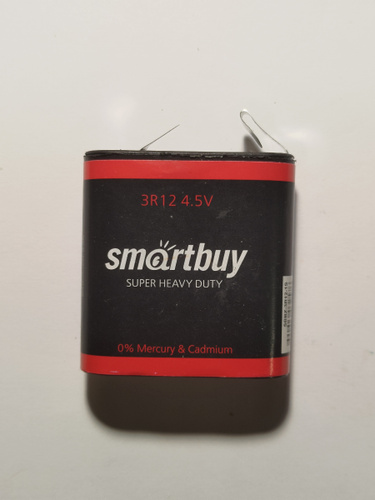 3R12 4.5V
smartbuy
SUPER HEAVY DUTY
0% Mercury & Cadmium